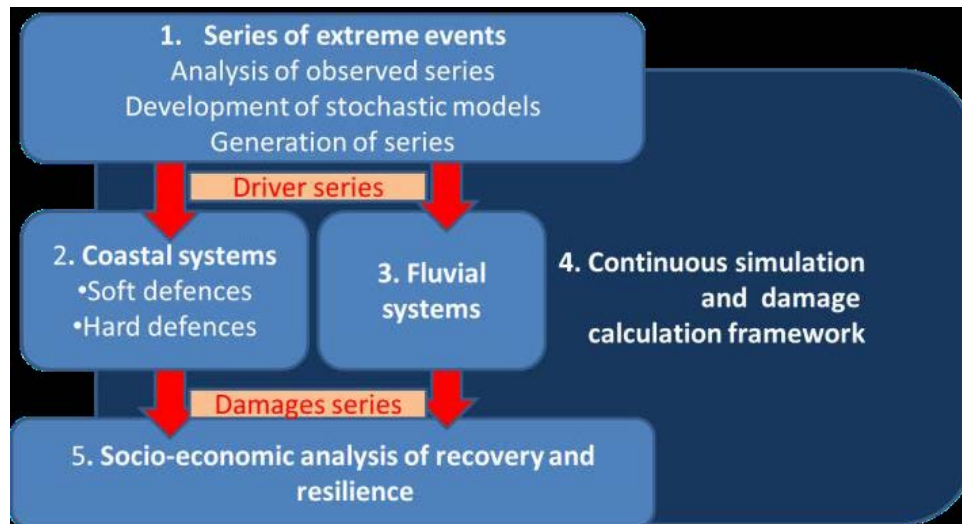 1. Series of extreme events
Analysis of observed series
Development of stochastic models
Generation of series
Driver series
2. Coastal systems
•Soft defences
•Hard defences
3. Fluvial
systems
4. Continuous simulation
and damage
calculation framework
Damages series
5. Socio-economic analysis of recovery and
resilience